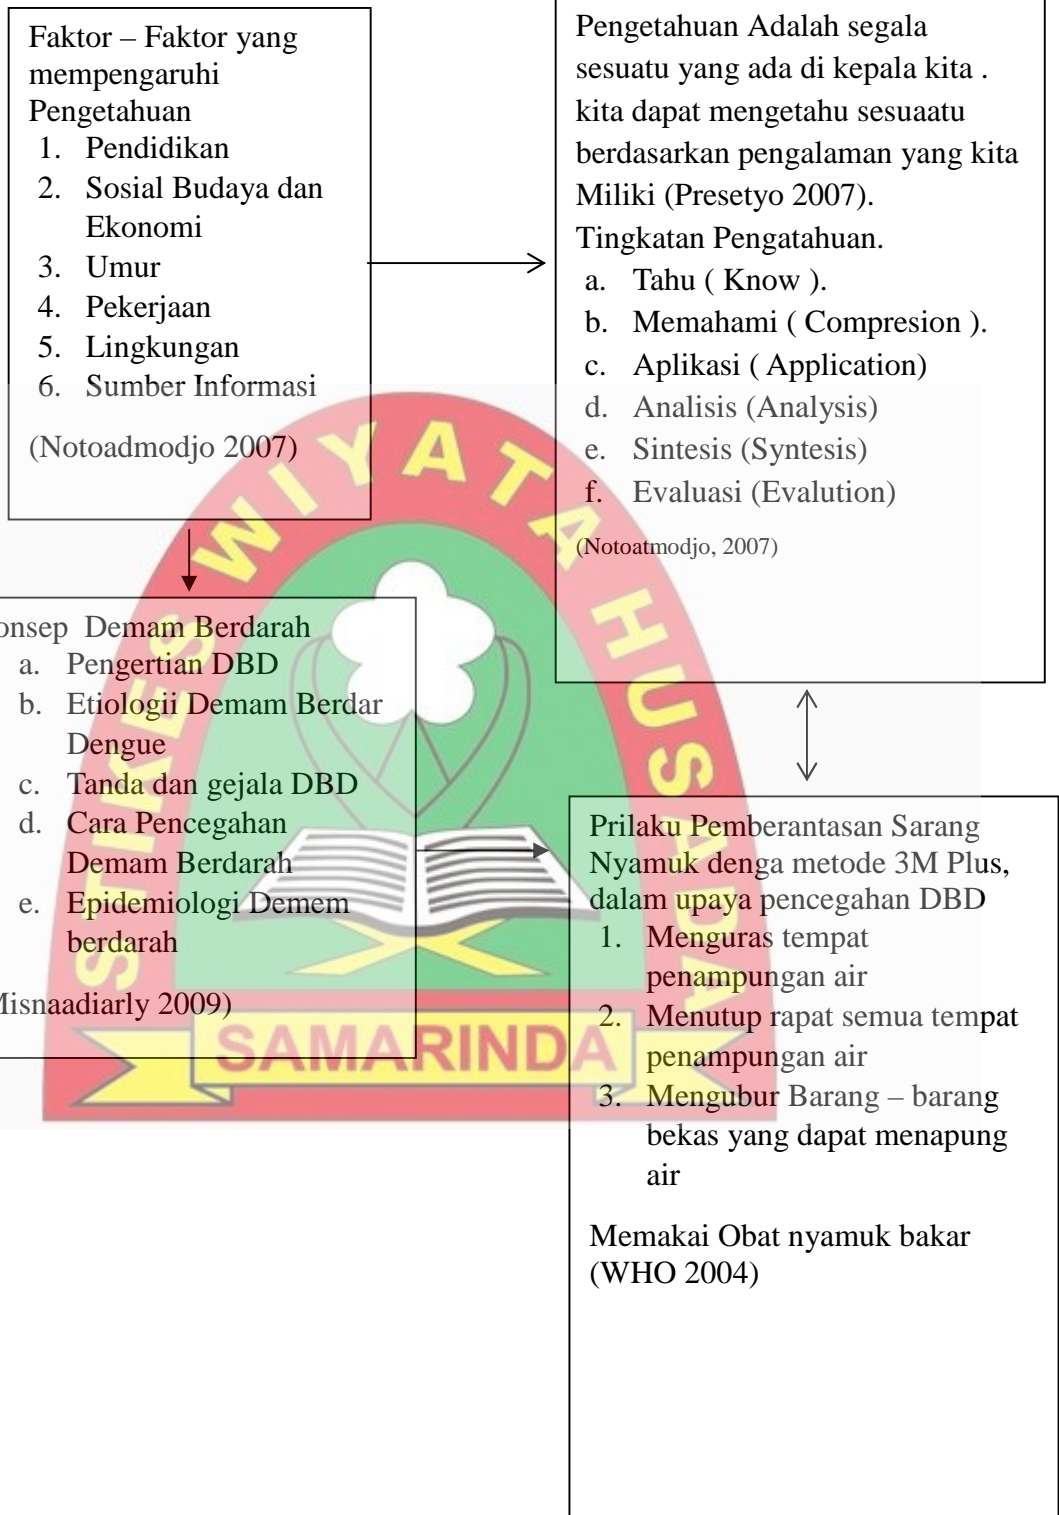 Faktor – Faktor yang
mempengaruhi
Pengetahuan
1. Pendidikan
2. Sosial Budaya dan
Ekonomi
3. Umur
4. Pekerjaan
5. Lingkungan
6. Sumber Informasi
(Notoadmodjo 2007)
Pengetahuan Adalah segala
sesuatu yang ada di kepala kita .
kita dapat mengetahu sesuaatu
berdasarkan pengalaman yang kita
Miliki (Presetyo 2007).
Tingkatan Pengatahuan.
a. Tahu ( Know ).
b. Memahami ( Compresion ).
c. Aplikasi ( Application)
d. Analisis (Analysis)
e. Sintesis (Syntesis)
f. Evaluasi (Evalution)
(Notoatmodjo, 2007)
onsep Demam Berdarah
a. Pengertian DBD
b. Etiologii Demam Berdar
Dengue
c. Tanda dan gejala DBD
d. Cara Pencegahan
Demam Berdarah
e. Epidemiologi Demem
berdarah
Misnaadiarly 2009)
Prilaku Pemberantasan Sarang
Nyamuk denga metode 3M Plus,
dalam upaya pencegahan DBD
1. Menguras tempat
penampungan air
2. Menutup rapat semua tempat
penampungan air
3. Mengubur Barang – barang
bekas yang dapat menapung
air
Memakai Obat nyamuk bakar
(WHO 2004)
STIKES WIYATA HUSADA
SAMARINDA